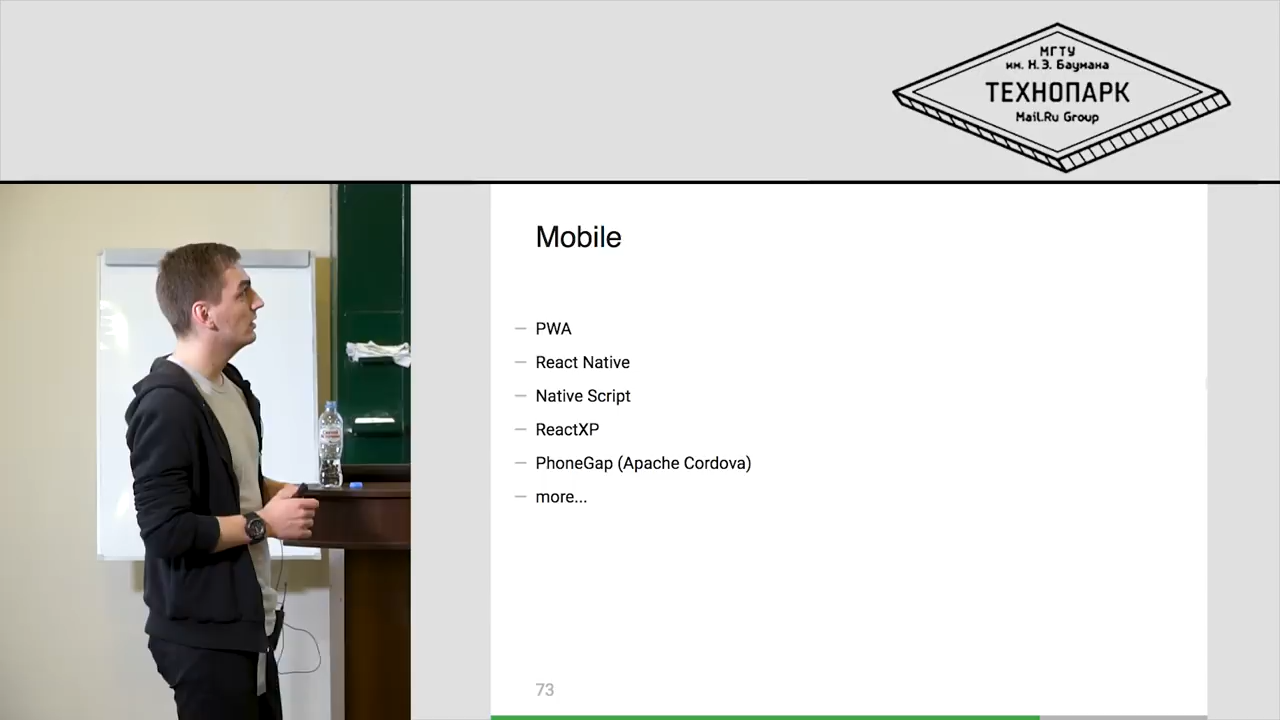 МГТУ
им. Н.Э. Баумана
ТЕХНОПАРК
Mail.Ru Group
Mobile
— PWA
— React Native
— Native Script
— ReactXP
— PhoneGap (Apache Cordova)
— more...
73